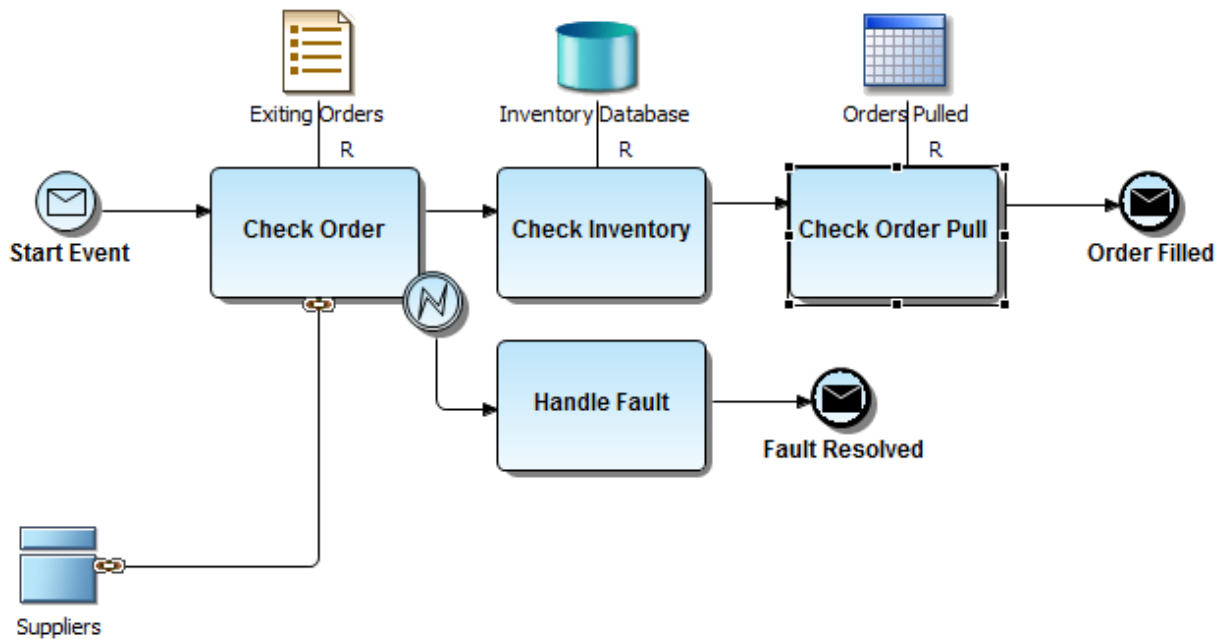 Exiting Orders
Inventory Database
Orders Pulled
R
R
R
Check Order
Check Inventory
Check Order Pull
Start Event
Order Filled
Handle Fault
Fault Resolved
Suppliers